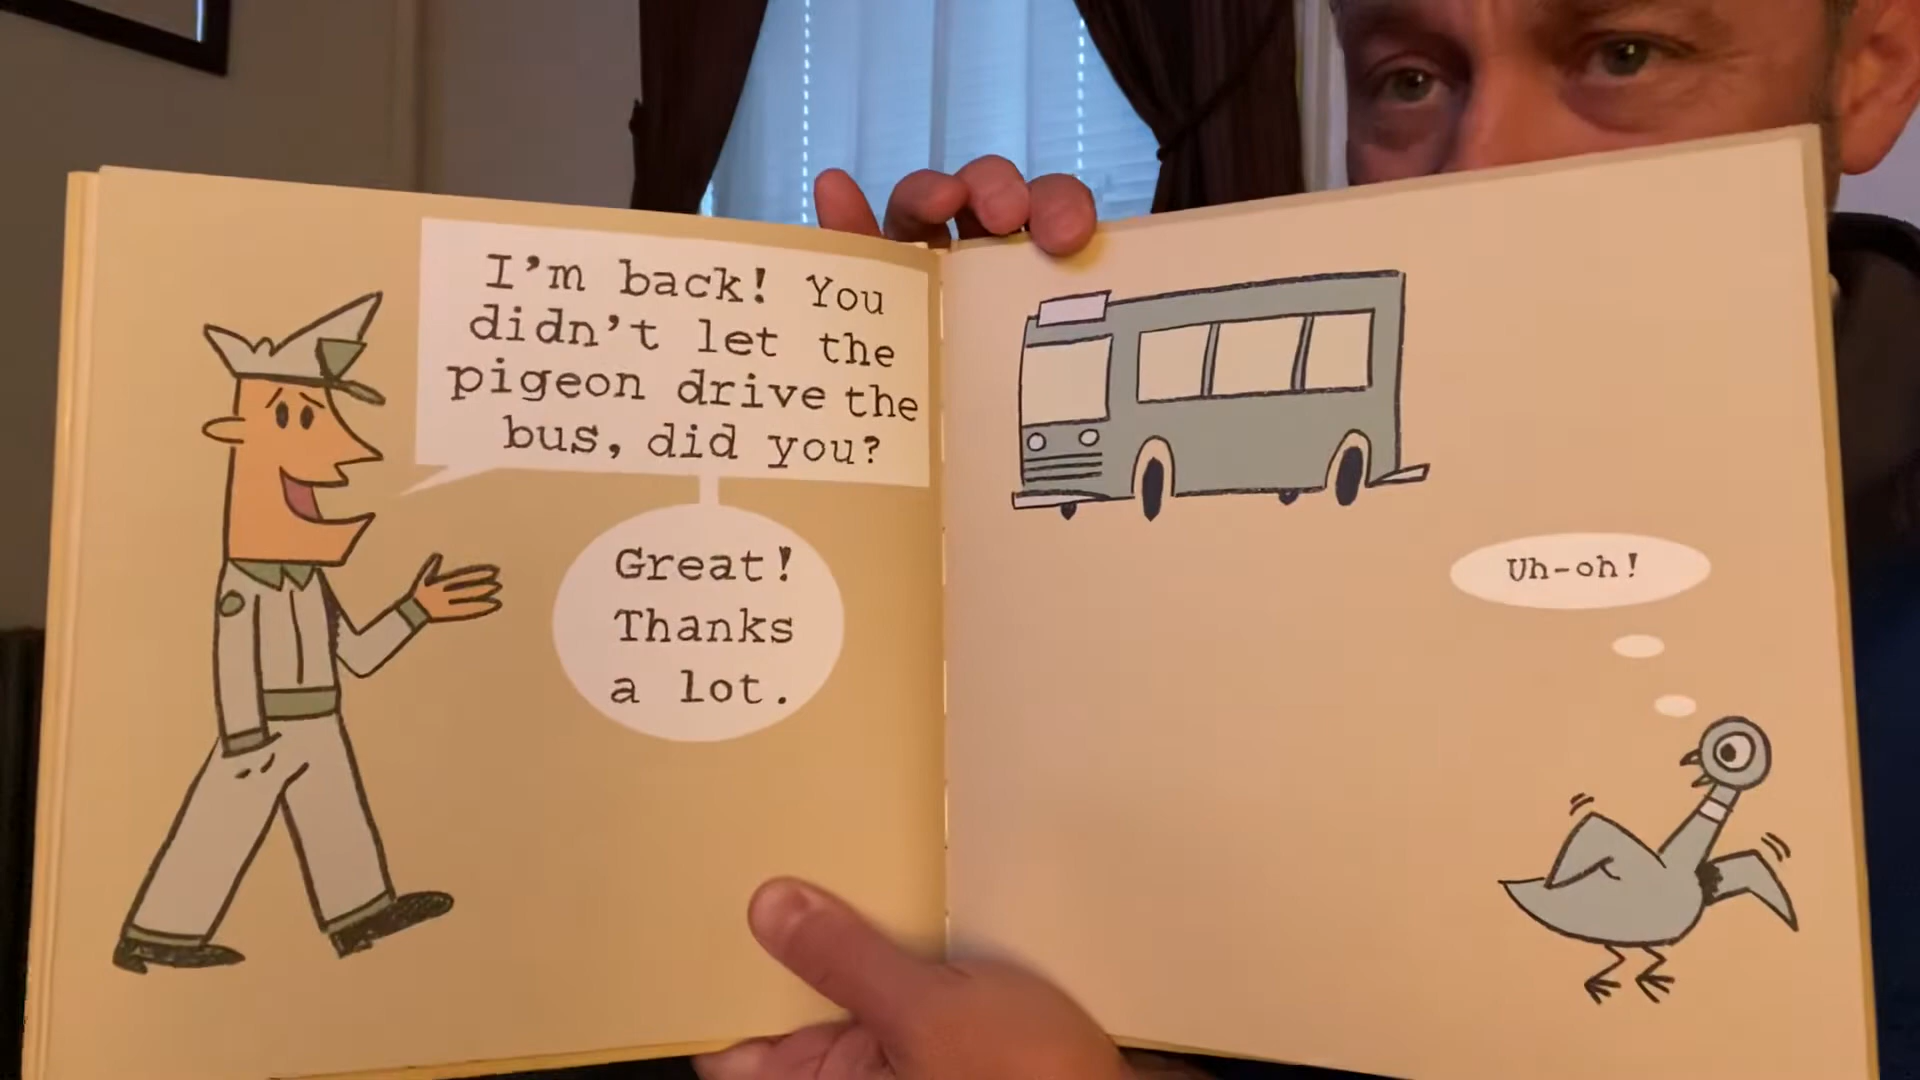 I'm back! You
didn't let the
pigeon drive the
bus, did you?
Great!
Thanks
a lot.
Uh-oh!